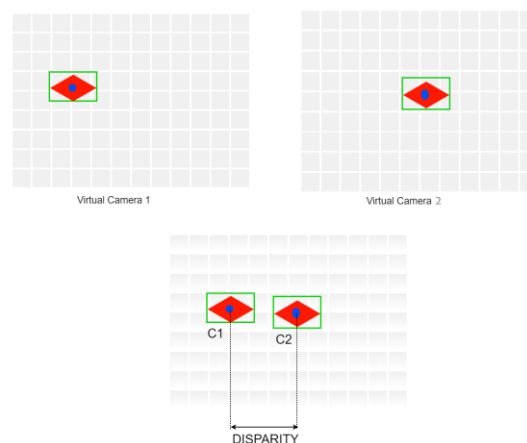 Virtual Camera 1
Virtual Camera 2
C1
C2
DISPARITY